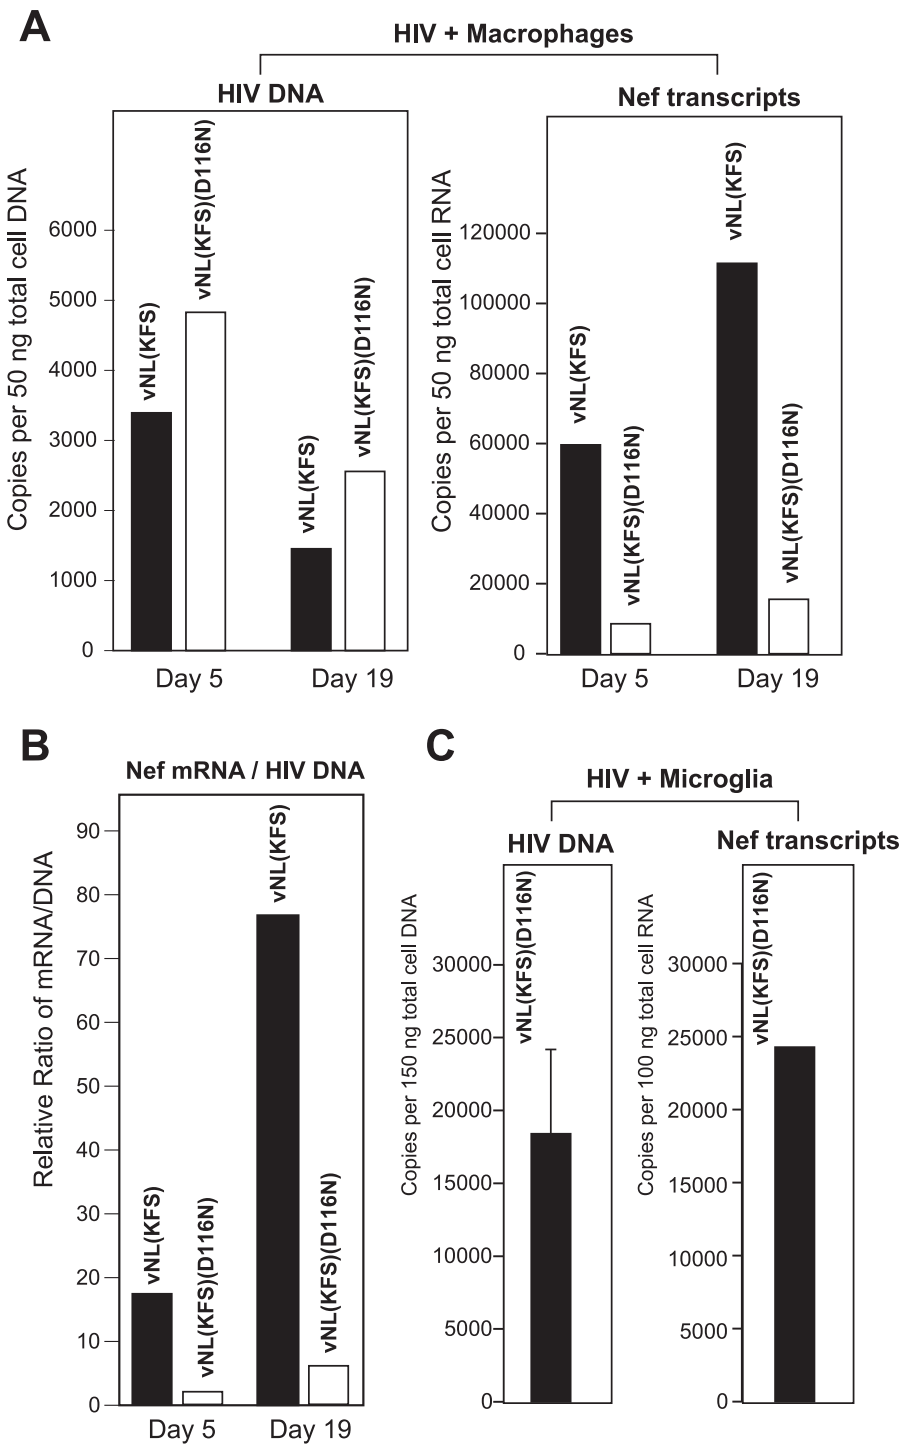 A
HIV + Macrophages
HIV DNA
Copies per 50 ng total cell DNA
6000
5000
4000
3000
2000
1000
0
vNL(KFS)
vNL(KFS)(D116N)
vNL(KFS)
vNL(KFS)(D116N)
Day 5
Day 19
Nef transcripts
Copies per 50 ng total cell RNA
120000
100000
80000
60000
40000
20000
0
vNL(KFS)
vNL(KFS)(D116N)
vNL(KFS)
vNL(KFS)(D116N)
Day 5
Day 19
B
Nef mRNA / HIV DNA
Relative Ratio of mRNA/DNA
90
80
70
60
50
40
30
20
10
0
vNL(KFS)
vNL(KFS)(D116N)
vNL(KFS)
vNL(KFS)(D116N)
Day 5
Day 19
C
HIV + Microglia
HIV DNA
Copies per 150 ng total cell DNA
30000
25000
20000
15000
10000
5000
0
vNL(KFS)(D116N)
Nef transcripts
Copies per 100 ng total cell RNA
30000
25000
20000
15000
10000
5000
0
vNL(KFS)(D116N)